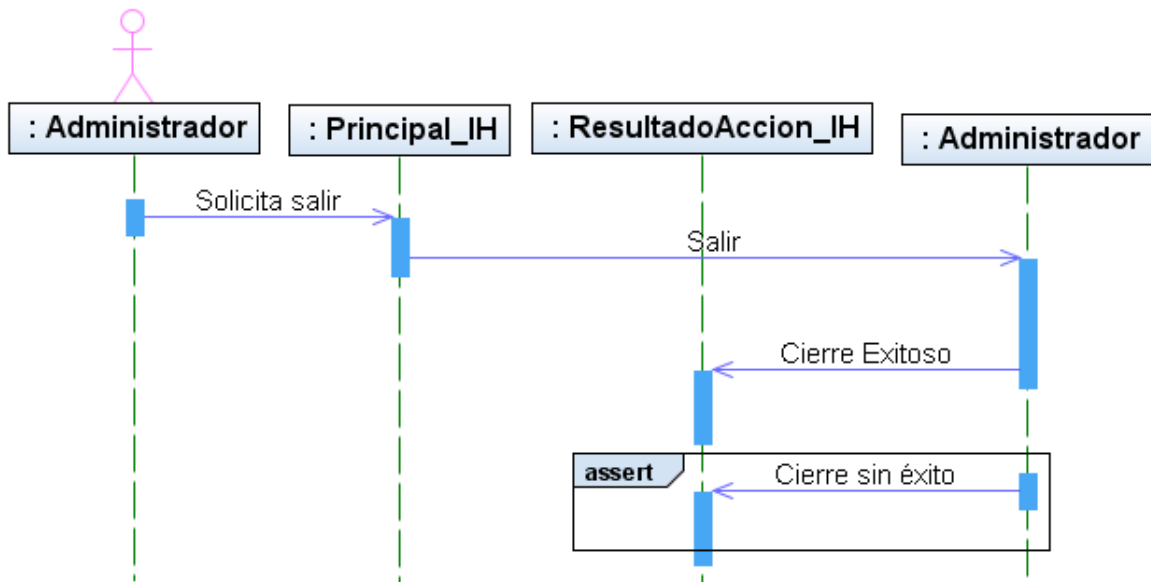 : Administrador
: Principal_IH
: ResultadoAccion_IH
: Administrador
Solicita salir
Salir
Cierre Exitoso
assert
Cierre sin éxito